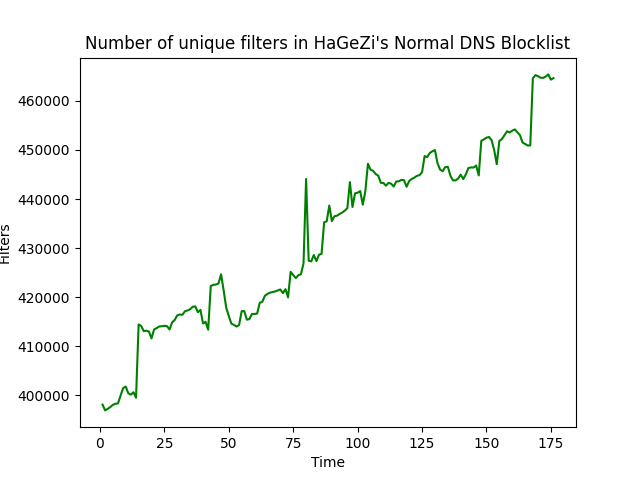 Number of unique filters in HaGeZi's Normal DNS Blocklist
460000
450000
440000
430000
420000
410000
400000
Filters
0 25 50 75 100 125 150 175
Time